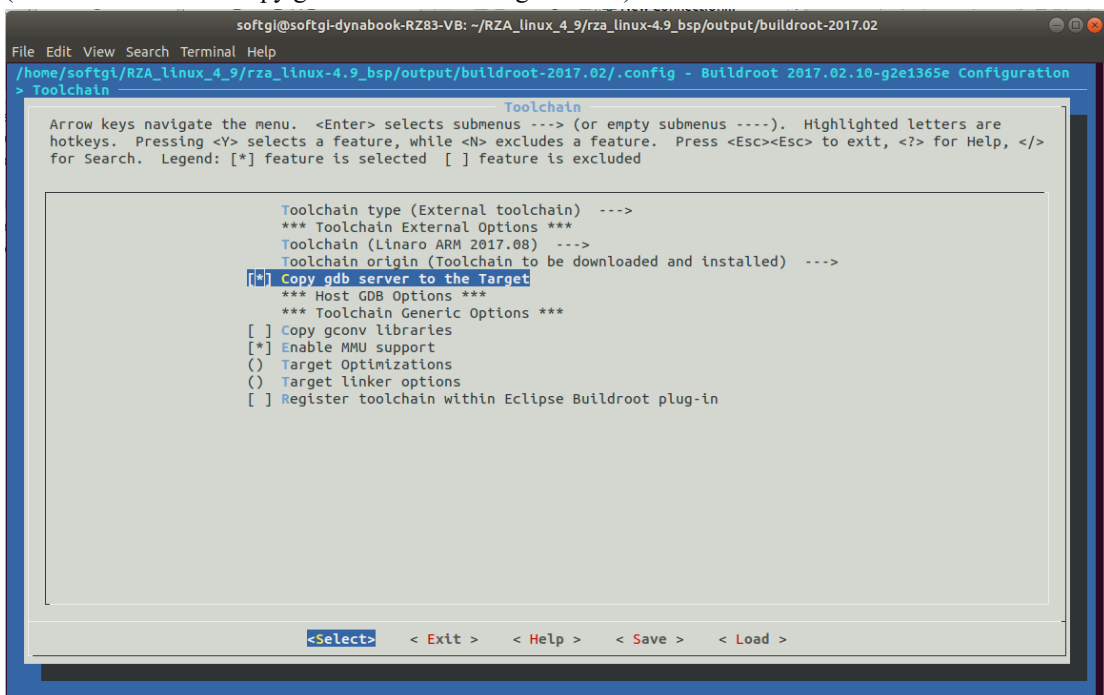 softgi@softgi-dynabook-RZ83-VB: ~/RZA_linux_4_9/rza_linux-4.9_bsp/output/buildroot-2017.02
File Edit View Search Terminal Help
/home/softgi/RZA_linux_4_9/rza_linux-4.9_bsp/output/buildroot-2017.02/.config - Buildroot 2017.02.10-g2e1365e Configuration
> Toolchain
Toolchain
Arrow keys navigate the menu. <Enter> selects submenus ---> (or empty submenus ----). Highlighted letters are
hotkeys. Pressing <Y> selects a feature, while <N> excludes a feature. Press <Esc><Esc> to exit, <?> for Help, </>
for Search. Legend: [*] feature is selected [ ] feature is excluded
Toolchain type (External toolchain) --->
*** Toolchain External Options ***
Toolchain (Linaro ARM 2017.08) --->
Toolchain origin (Toolchain to be downloaded and installed) --->
[*] Copy gdb server to the Target
*** Host GDB Options ***
*** Toolchain Generic Options ***
[ ] Copy gconv libraries
[*] Enable MMU support
() Target Optimizations
() Target linker options
[ ] Register toolchain within Eclipse Buildroot plug-in
<Select> < Exit > < Help > < Save > < Load >